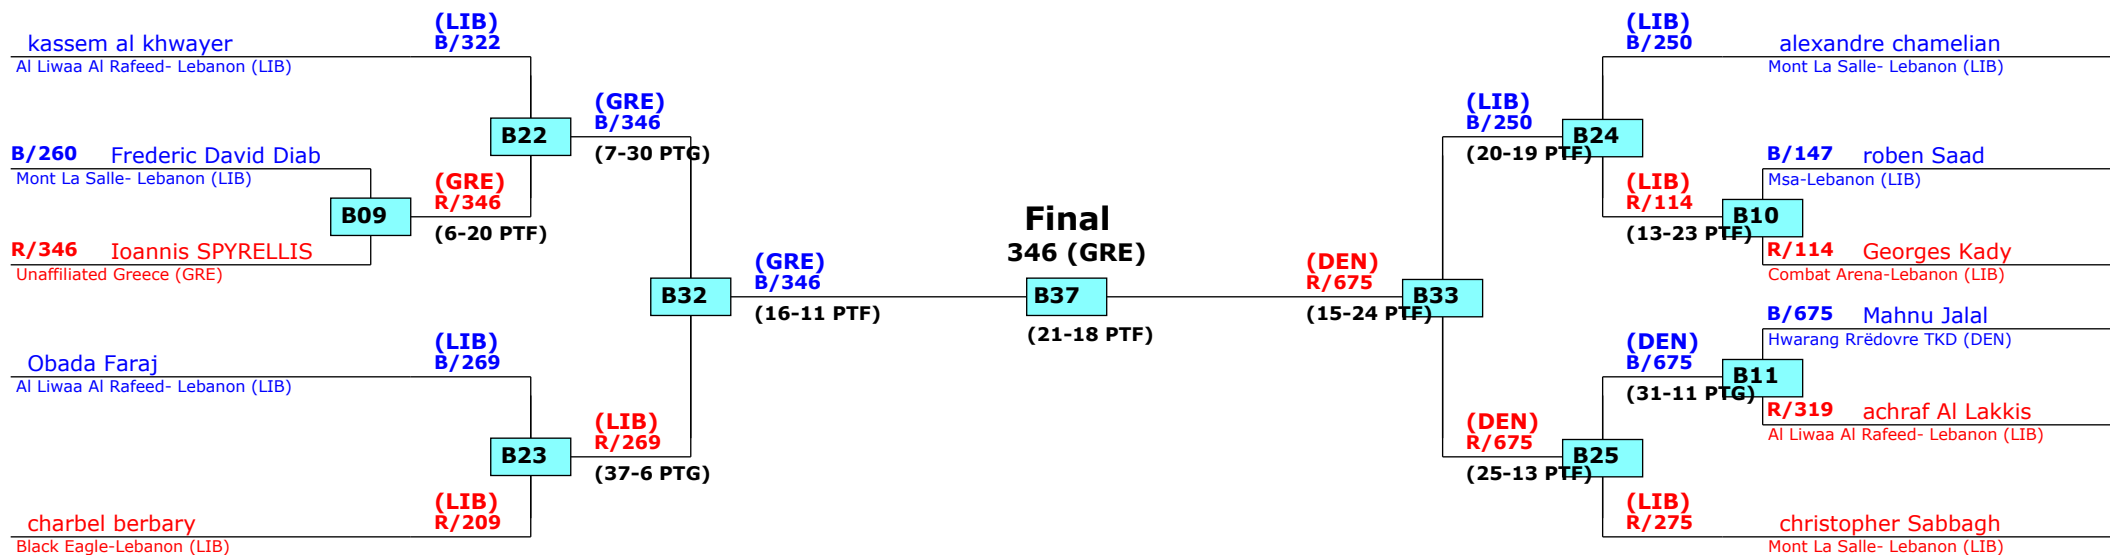 (LIB)
B/322
kassem al khwayer
Al Liwaa Al Rafeed- Lebanon (LIB)
B22
(GRE)
B/346
(7-30 PTG)
B/260 Frederic David Diab
Mont La Salle- Lebanon (LIB)
B09
(GRE)
R/346
(6-20 PTF)
R/346 Ioannis SPYRELLIS
Unaffiliated Greece (GRE)
B32
(GRE)
B/346
(16-11 PTF)
(LIB)
B/269
Obada Faraj
Al Liwaa Al Rafeed- Lebanon (LIB)
B23
(LIB)
R/269
(37-6 PTG)
(LIB)
R/209
charbel berbary
Black Eagle-Lebanon (LIB)
Final
346 (GRE)
B37
(21-18 PTF)
(DEN)
R/675
(15-24 PTF)
B33
(LIB)
B/250
alexandre chamelian
Mont La Salle- Lebanon (LIB)
(LIB)
B/250
(20-19 PTF)
B24
B/147 roben Saad
Msa-Lebanon (LIB)
(LIB)
R/114
(13-23 PTF)
B10
R/114 Georges Kady
Combat Arena-Lebanon (LIB)
B/675 Mahnu Jalal
Hwarang Rrëdovre TKD (DEN)
(DEN)
B/675
(31-11 PTG)
B11
R/319 achraf Al Lakkis
Al Liwaa Al Rafeed- Lebanon (LIB)
(DEN)
R/675
(25-13 PTF)
B25
(LIB)
R/275
christopher Sabbagh
Mont La Salle- Lebanon (LIB)